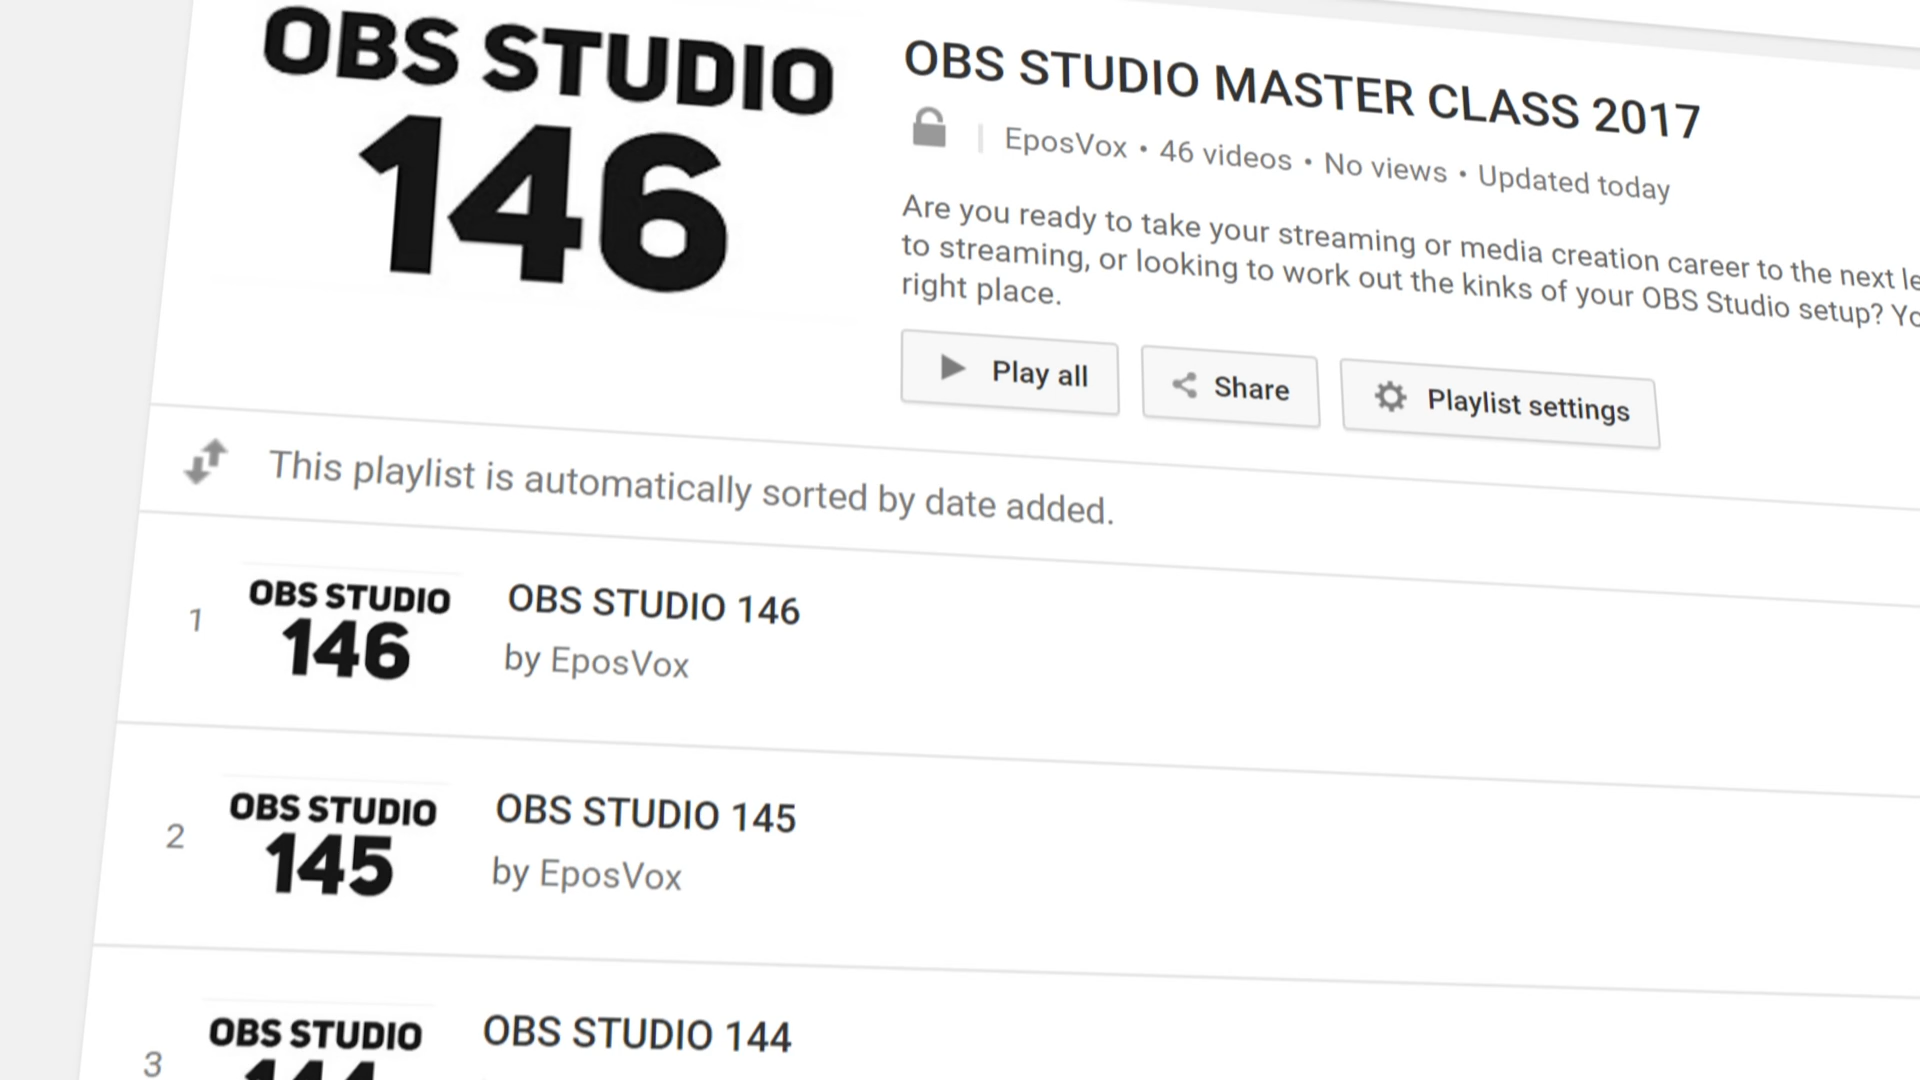 OBS STUDIO
146
OBS STUDIO MASTER CLASS 2017
EposVox • 46 videos • No views • Updated today
Are you ready to take your streaming or media creation career to the next le
to streaming, or looking to work out the kinks of your OBS Studio setup? Yo
right place.
Play all
Share
Playlist settings
This playlist is automatically sorted by date added.
1
OBS STUDIO
146
OBS STUDIO 146
by EposVox
2
OBS STUDIO
145
OBS STUDIO 145
by EposVox
3
OBS STUDIO
144
OBS STUDIO 144